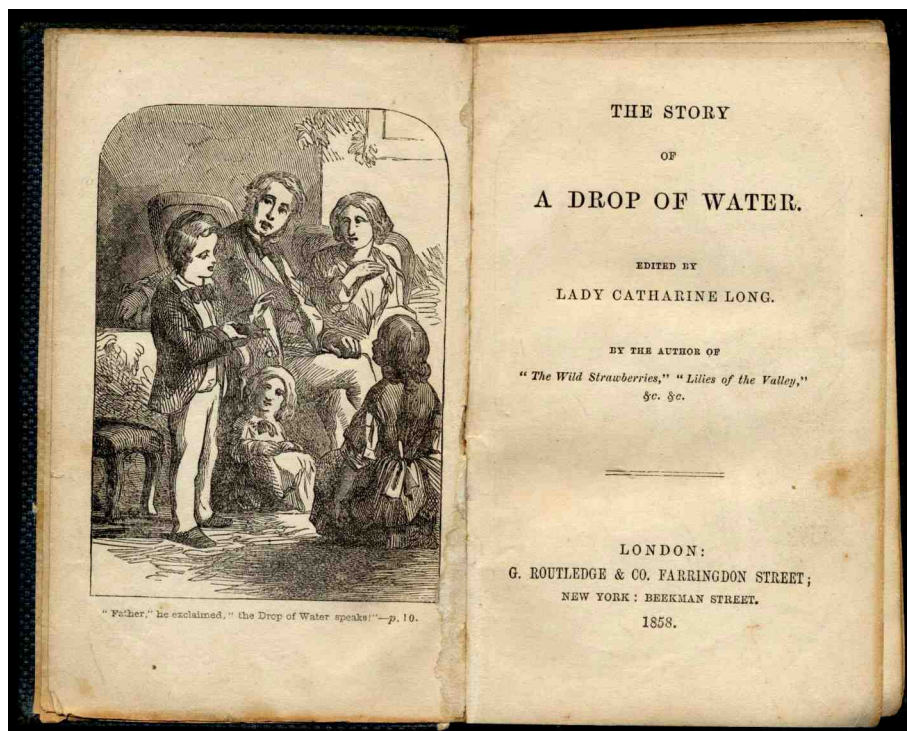 "Father," he exclaimed, "the Drop of Water speaks!"—p. 10.
THE STORY
OF
A DROP OF WATER.
EDITED BY
LADY CATHARINE LONG.
BY THE AUTHOR OF
"The Wild Strawberries," "Lilies of the Valley,"
&c. &c.
LONDON:
G. ROUTLEDGE & CO. FARRINGDON STREET;
NEW YORK: BEEKMAN STREET.
1858.